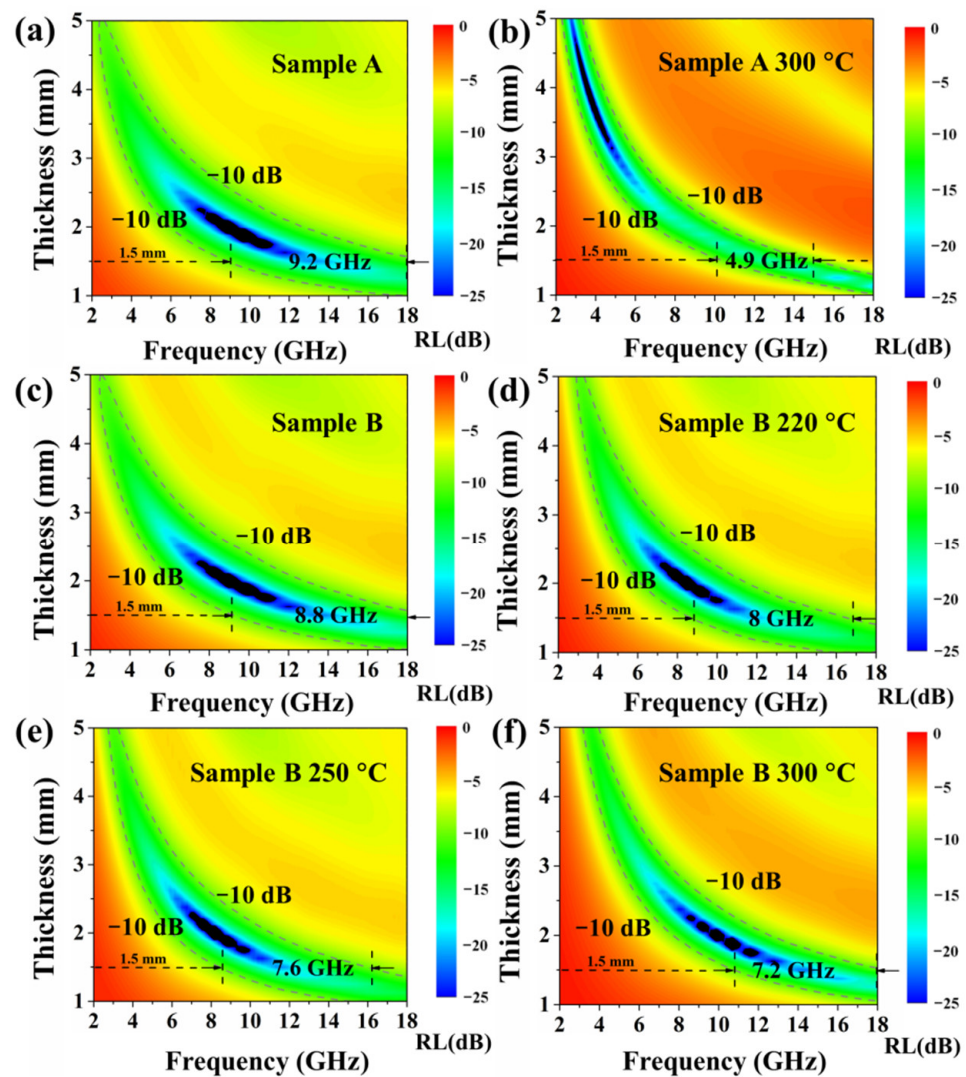 (a)
Sample A
−10 dB
−10 dB
1.5 mm
9.2 GHz
Thickness (mm)
5
4
3
2
1
2 4 6 8 10 12 14 16 18
Frequency (GHz)
0
−5
−10
−15
−20
−25
RL(dB)
(b)
Sample A 300 °C
−10 dB
−10 dB
1.5 mm
4.9 GHz
Thickness (mm)
5
4
3
2
1
2 4 6 8 10 12 14 16 18
Frequency (GHz)
0
−5
−10
−15
−20
−25
RL(dB)
(c)
Sample B
−10 dB
−10 dB
1.5 mm
8.8 GHz
Thickness (mm)
5
4
3
2
1
2 4 6 8 10 12 14 16 18
Frequency (GHz)
0
−5
−10
−15
−20
−25
RL(dB)
(d)
Sample B 220 °C
−10 dB
−10 dB
1.5 mm
8 GHz
Thickness (mm)
5
4
3
2
1
2 4 6 8 10 12 14 16 18
Frequency (GHz)
0
−5
−10
−15
−20
−25
RL(dB)
(e)
Sample B 250 °C
−10 dB
−10 dB
1.5 mm
7.6 GHz
Thickness (mm)
5
4
3
2
1
2 4 6 8 10 12 14 16 18
Frequency (GHz)
0
−5
−10
−15
−20
−25
RL(dB)
(f)
Sample B 300 °C
−10 dB
−10 dB
1.5 mm
7.2 GHz
Thickness (mm)
5
4
3
2
1
2 4 6 8 10 12 14 16 18
Frequency (GHz)
0
−5
−10
−15
−20
−25
RL(dB)